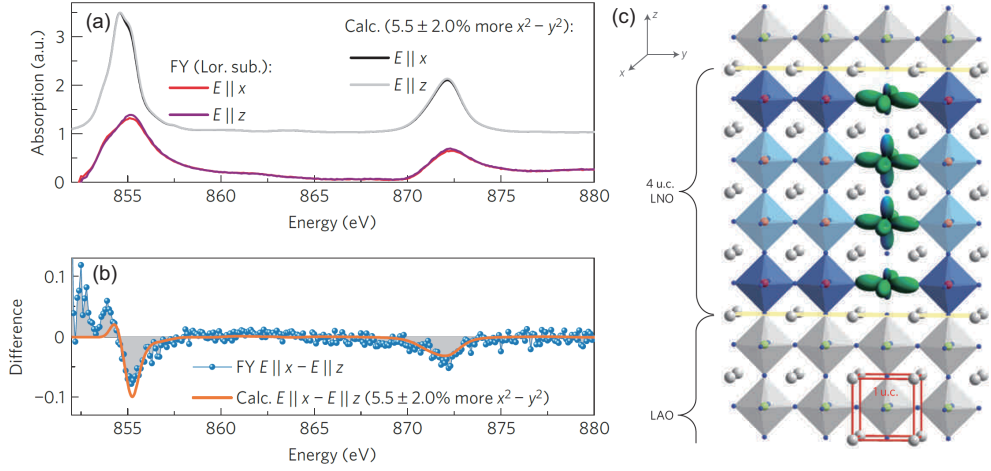 (a)
3
2
1
0
Absorption (a.u.)
FY (Lor. sub.):
E || x
E || z
Calc. (5.5 ± 2.0% more x² – y²):
E || x
E || z
855 860 865 870 875 880
Energy (eV)
(b)
0.1
0
–0.1
Difference
FY E || x – E || z
Calc. E || x – E || z (5.5 ± 2.0% more x² – y²)
855 860 865 870 875 880
Energy (eV)
(c)
z
y
x
4 u.c.
LNO
LAO
1 u.c.